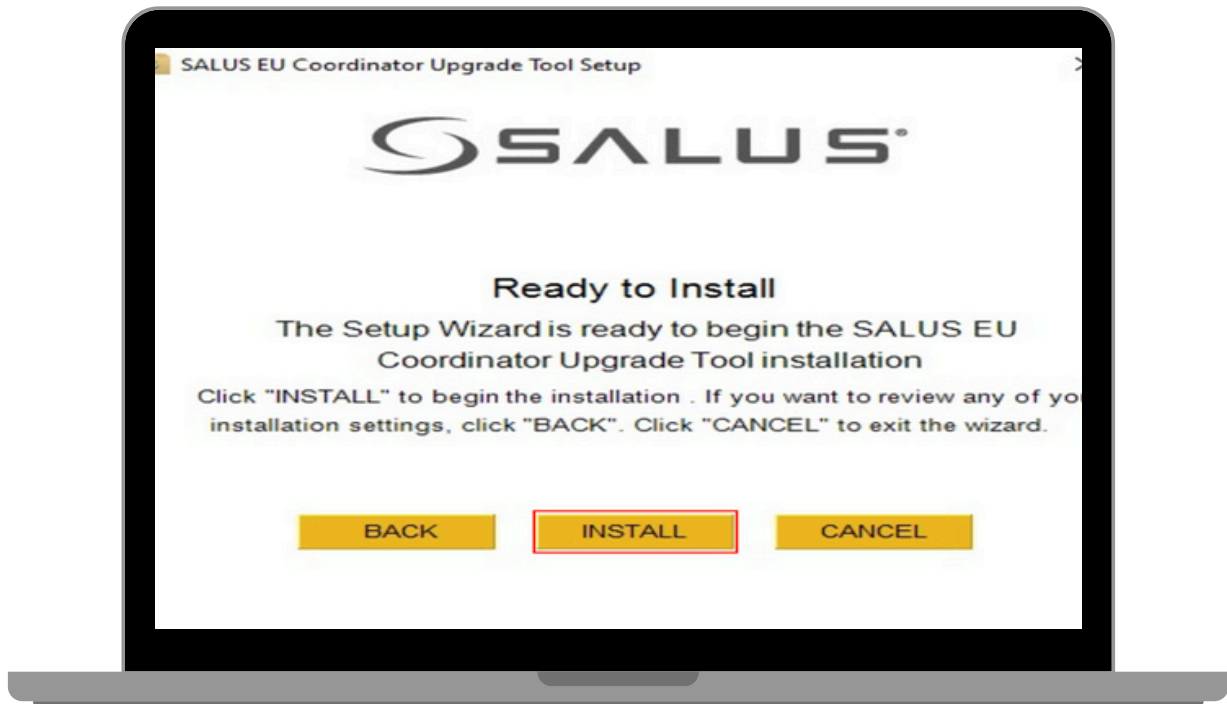 SALUS EU Coordinator Upgrade Tool Setup
SALUS®
Ready to Install
The Setup Wizard is ready to begin the SALUS EU
Coordinator Upgrade Tool installation
Click "INSTALL" to begin the installation . If you want to review any of yo
installation settings, click "BACK". Click "CANCEL" to exit the wizard.
BACK INSTALL CANCEL